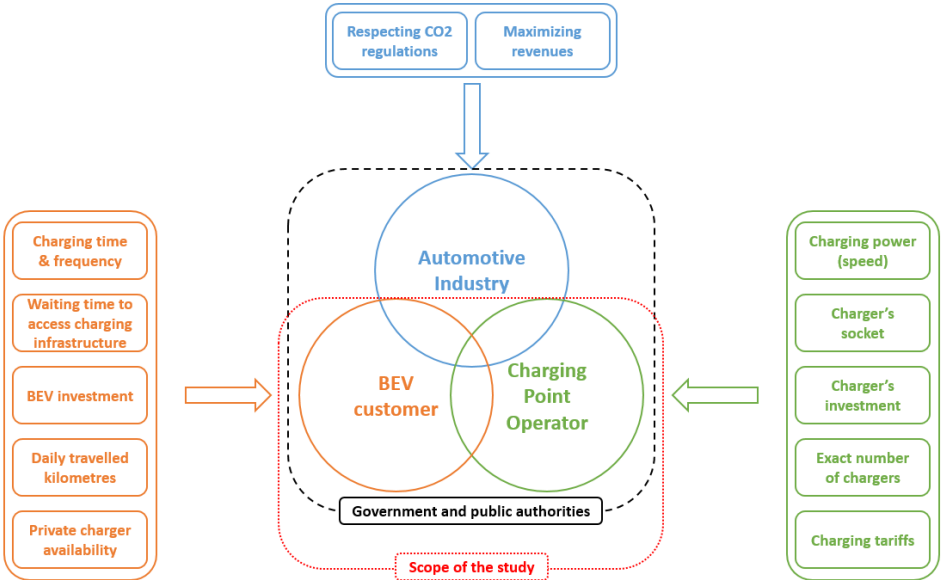 Respecting CO2
regulations
Maximizing
revenues
Automotive
Industry
Charging time
& frequency
Waiting time to
access charging
infrastructure
BEV investment
Daily travelled
kilometres
Private charger
availability
BEV
customer
Charging
Point
Operator
Charging power
(speed)
Charger's
socket
Charger's
investment
Exact number
of chargers
Charging tariffs
Government and public authorities
Scope of the study